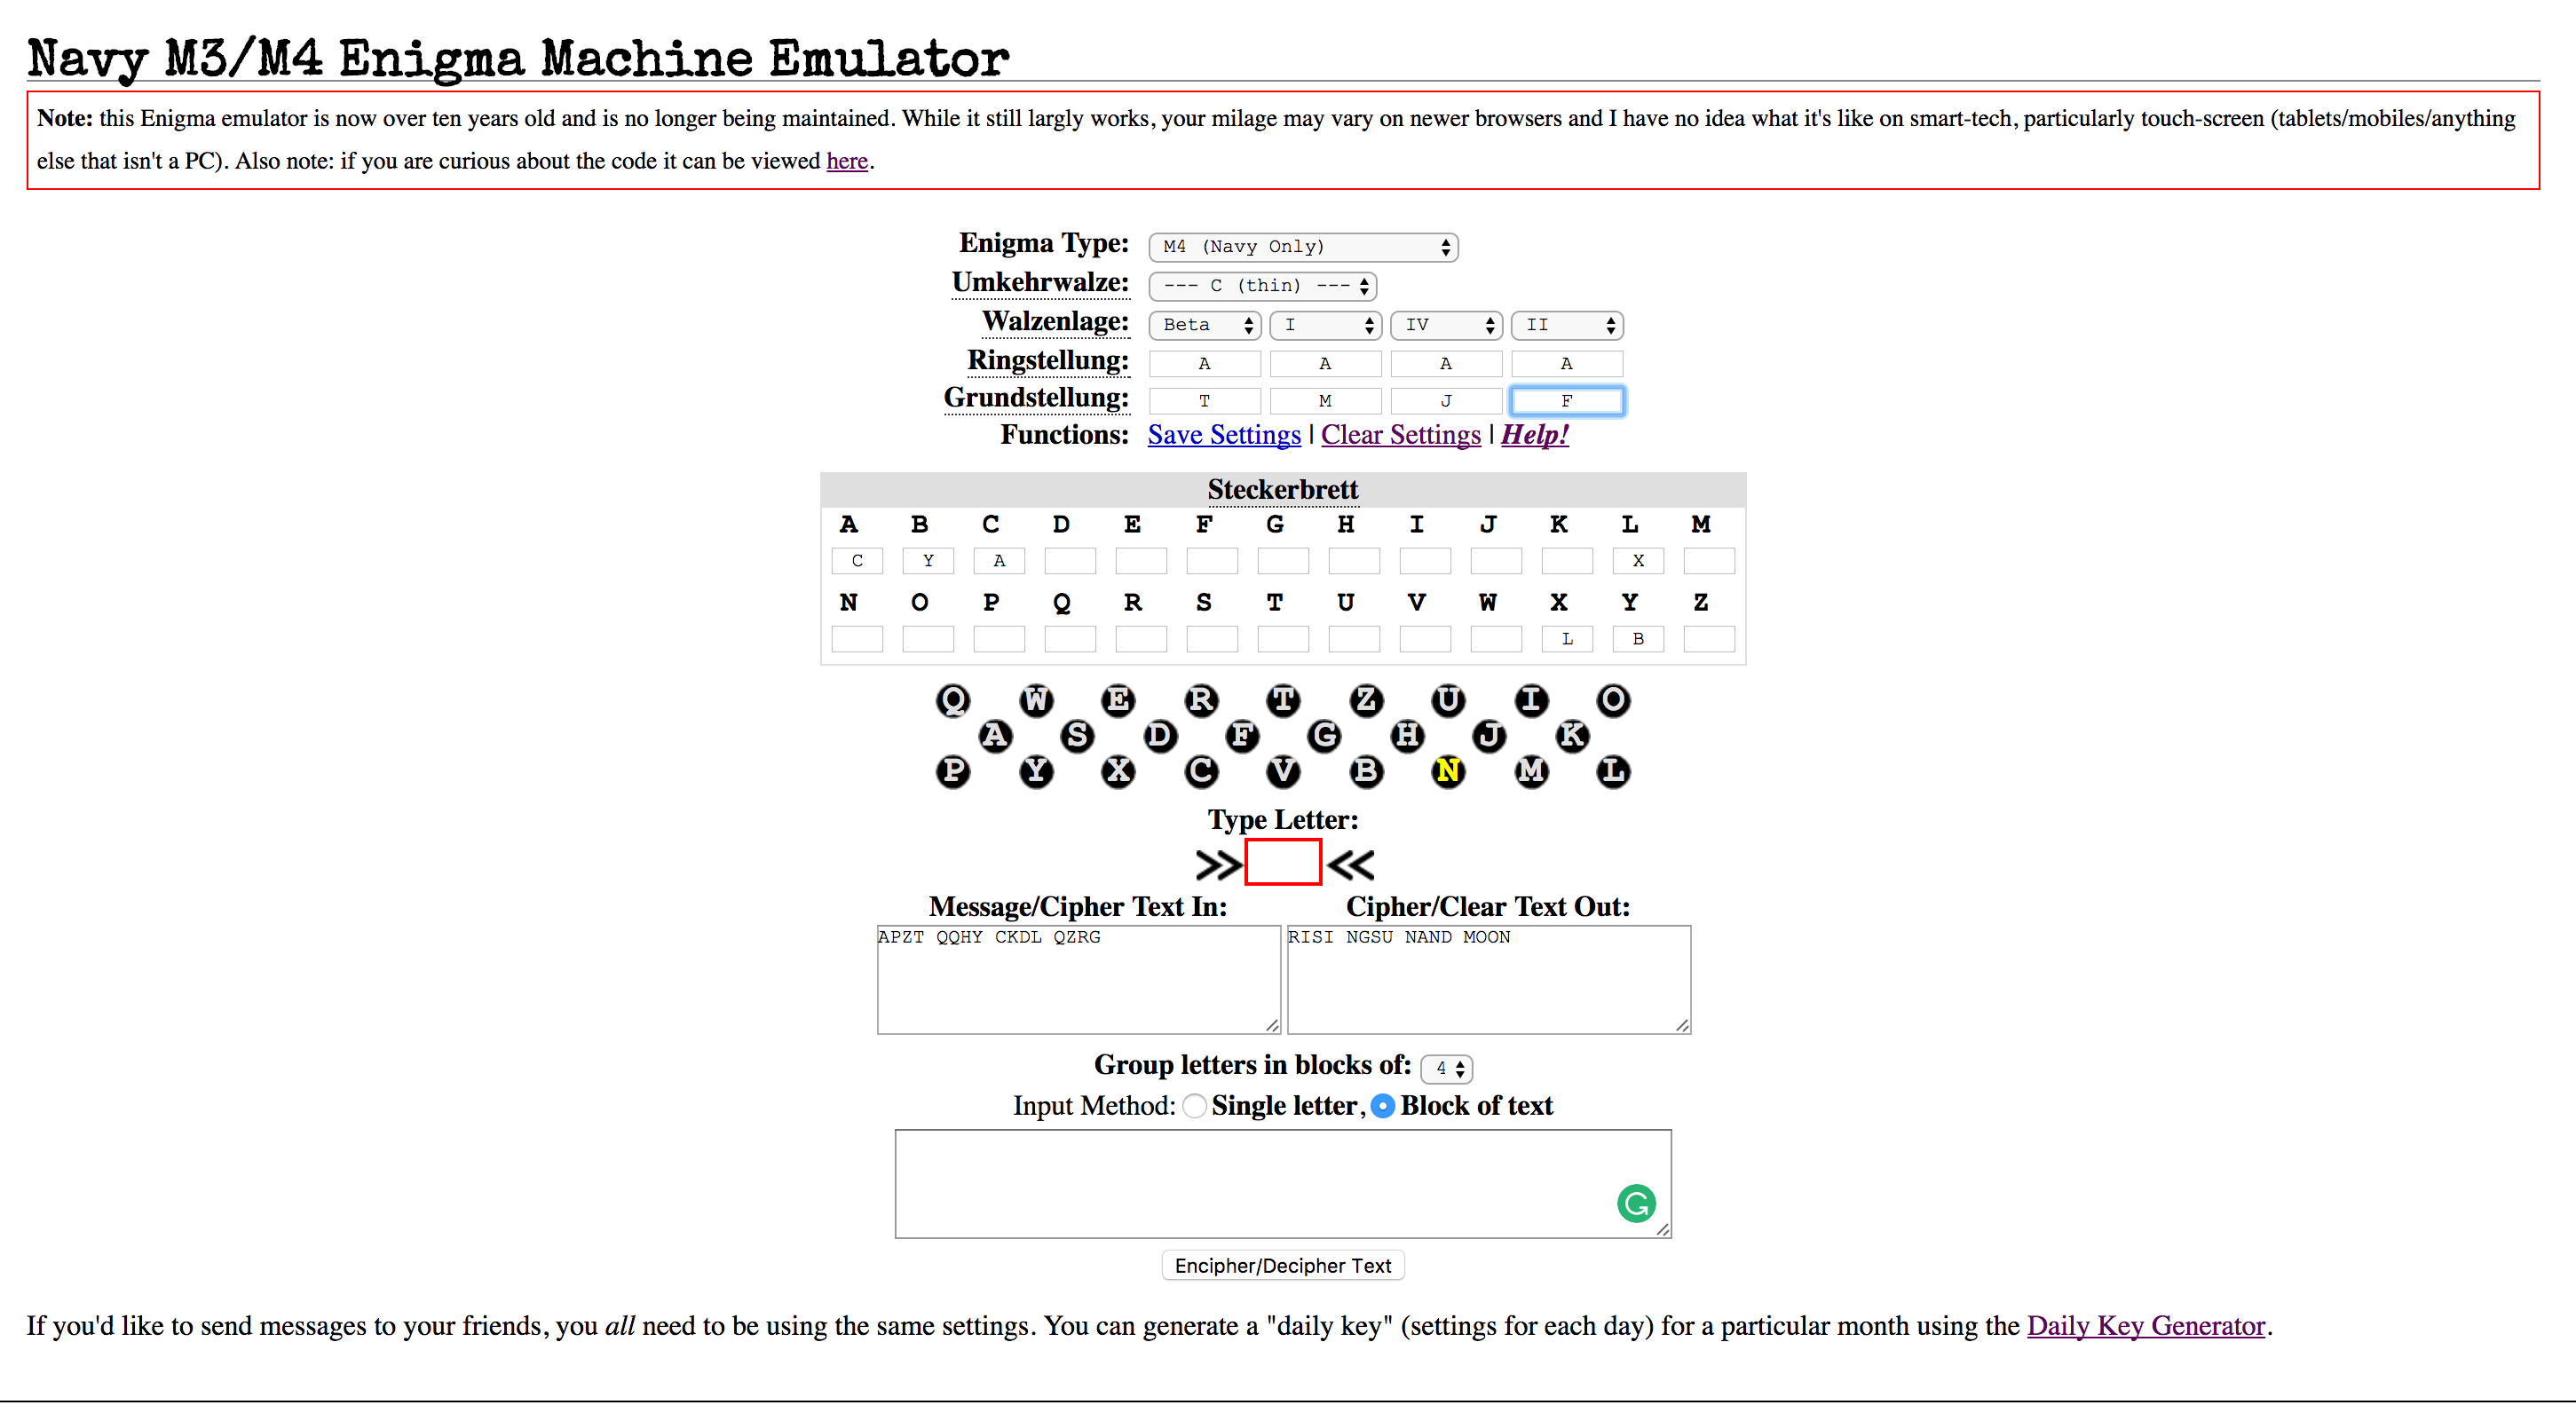 Navy M3/M4 Enigma Machine Emulator
Note: this Enigma emulator is now over ten years old and is no longer being maintained. While it still largly works, your milage may vary on newer browsers and I have no idea what it's like on smart-tech, particularly touch-screen (tablets/mobiles/anything
else that isn't a PC). Also note: if you are curious about the code it can be viewed here.
Enigma Type: M4 (Navy Only)
Umkehrwalze: --- C (thin) ---
Walzenlage: Beta I IV II
Ringstellung: A A A A
Grundstellung: T M J F
Functions: Save Settings | Clear Settings | Help!
Steckerbrett
A B C D E F G H I J K L M
C Y A X
N O P Q R S T U V W X Y Z
L B
Q W E R T Z U I O
A S D F G H J K
P Y X C V B N M L
Type Letter:
>> <<
Message/Cipher Text In: Cipher/Clear Text Out:
APZT QQHY CKDL QZRG RISI NGSU NAND MOON
Group letters in blocks of: 4
Input Method: Single letter, Block of text
G
Encipher/Decipher Text
If you'd like to send messages to your friends, you all need to be using the same settings. You can generate a "daily key" (settings for each day) for a particular month using the Daily Key Generator.